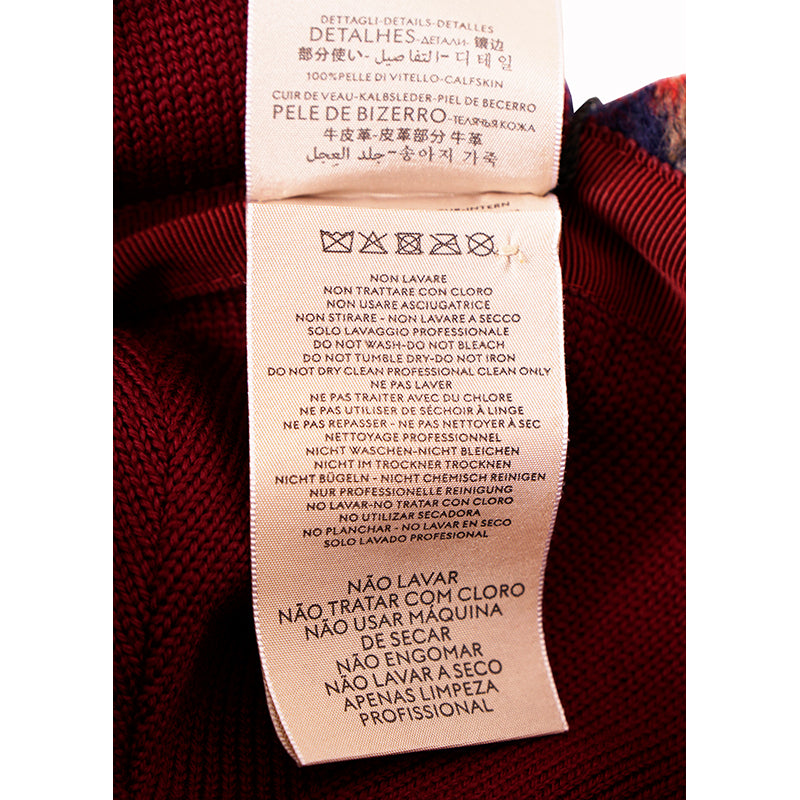 DETTAGLI-DETAILS-DETALLES
DETALHES-ДЕТАЛИ-镶边
部分使い-التفاصيل-디테일
100%PELLE DI VITELLO-CALFSKIN
CUIR DE VEAU-KALBSLEDER-PIEL DE BECERRO
PELE DE BIZERRO-ТЕЛЯЧЬЯ КОЖА
牛皮革-皮革部分 牛革
جلد العِجل-송아지 가죽
INTERN
NON LAVARE
NON TRATTARE CON CLORO
NON USARE ASCIUGATRICE
NON STIRARE - NON LAVARE A SECCO
SOLO LAVAGGIO PROFESSIONALE
DO NOT WASH-DO NOT BLEACH
DO NOT TUMBLE DRY-DO NOT IRON
DO NOT DRY CLEAN PROFESSIONAL CLEAN ONLY
NE PAS LAVER
NE PAS TRAITER AVEC DU CHLORE
NE PAS UTILISER DE SÉCHOIR À LINGE
NE PAS REPASSER - NE PAS NETTOYER À SEC
NETTOYAGE PROFESSIONNEL
NICHT WASCHEN-NICHT BLEICHEN
NICHT IM TROCKNER TROCKNEN
NICHT BÜGELN - NICHT CHEMISCH REINIGEN
NUR PROFESSIONELLE REINIGUNG
NO LAVAR-NO TRATAR CON CLORO
NO UTILIZAR SECADORA
NO PLANCHAR - NO LAVAR EN SECO
SOLO LAVADO PROFESIONAL
NÃO LAVAR
NÃO TRATAR COM CLORO
NÃO USAR MÁQUINA
DE SECAR
NÃO ENGOMAR
NÃO LAVAR A SECO
APENAS LIMPEZA
PROFISSIONAL